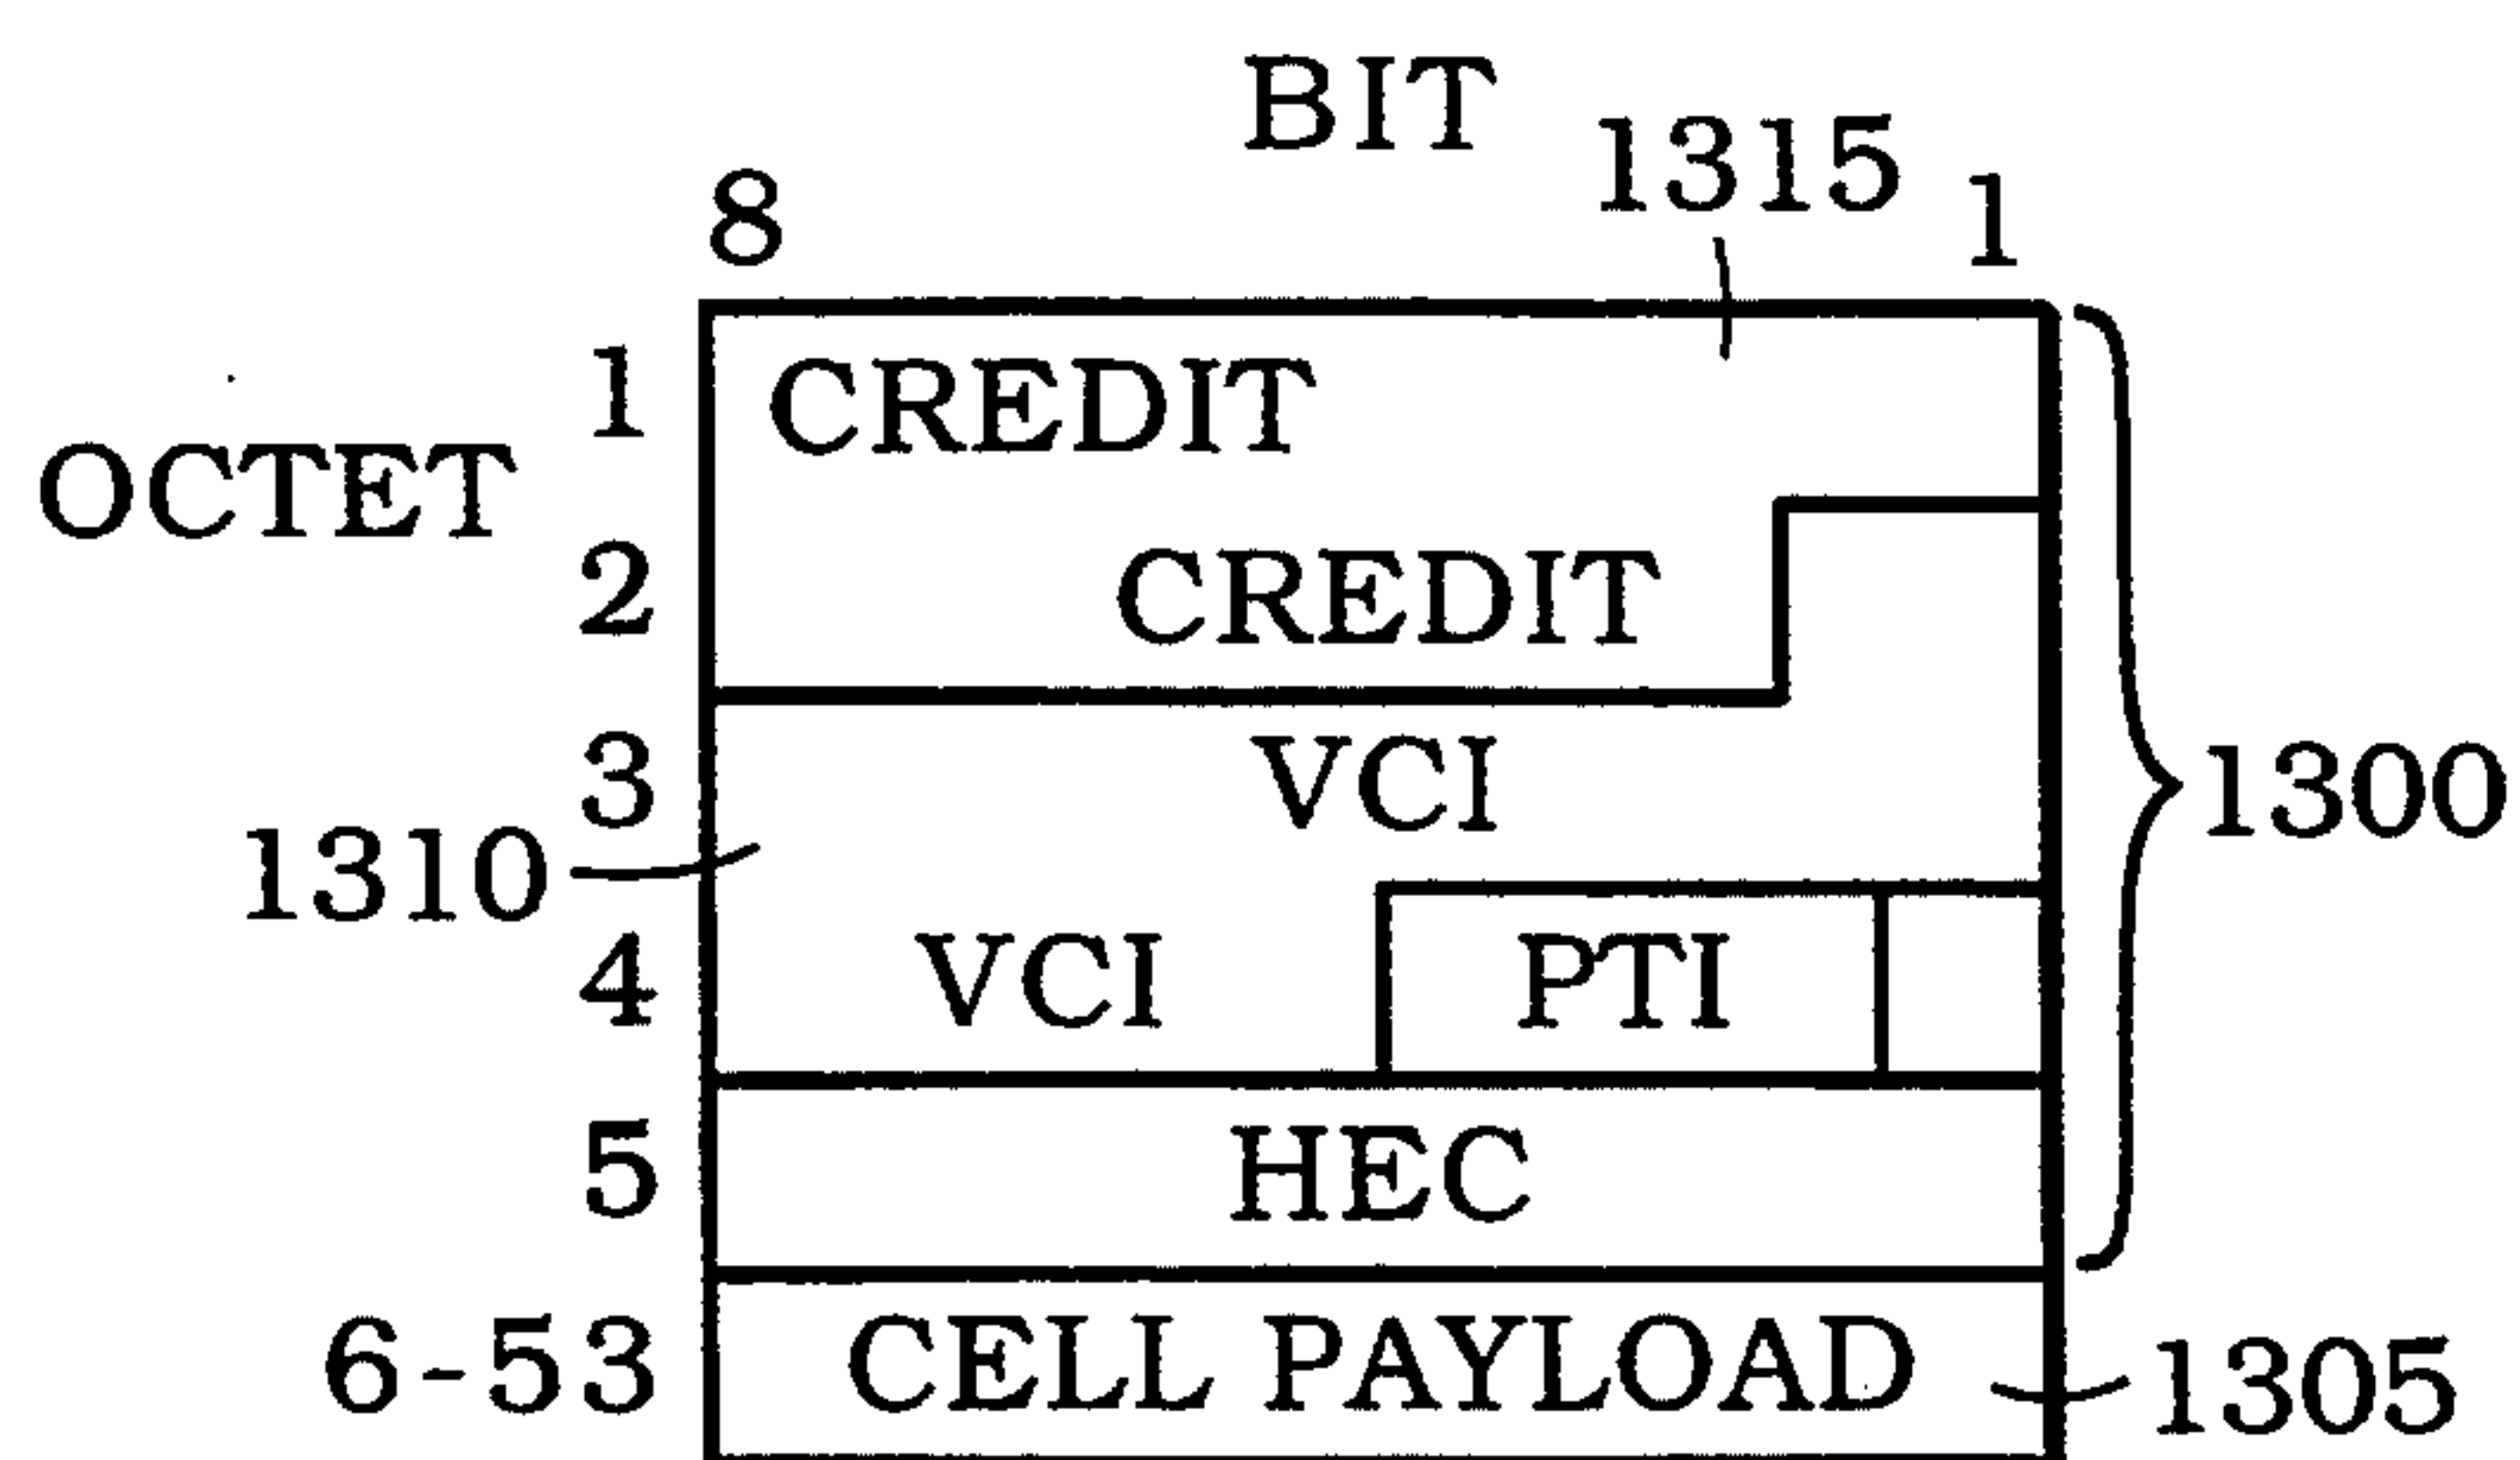 BIT
1315
8 1
1 CREDIT
OCTET
2 CREDIT
3 VCI
1300
1310
4 VCI PTI
5 HEC
6-53 CELL PAYLOAD
1305